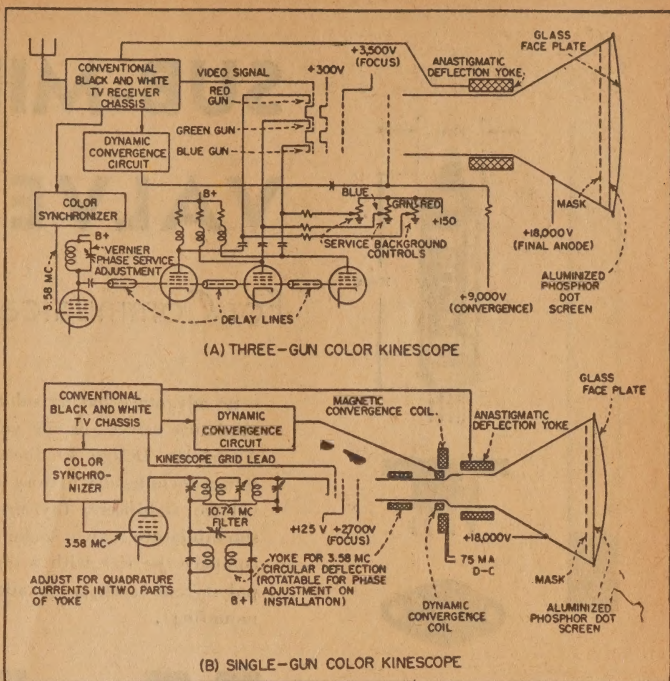 CONVENTIONAL
BLACK AND WHITE
TV RECEIVER
CHASSIS
VIDEO SIGNAL
RED
GUN
GREEN GUN
BLUE GUN
+300V
+3,500V
(FOCUS)
ANASTIGMATIC
DEFLECTION YOKE
GLASS
FACE PLATE
DYNAMIC
CONVERGENCE
CIRCUIT
COLOR
SYNCHRONIZER
B+
B+
BLUE
GRN
RED
+150
SERVICE BACKGROUND
CONTROLS
MASK
+18,000V
(FINAL ANODE)
VERNIER
PHASE SERVICE
ADJUSTMENT
3.58 MC
DELAY LINES
+9,000V
(CONVERGENCE)
ALUMINIZED
PHOSPHOR
DOT
SCREEN
(A) THREE-GUN COLOR KINESCOPE
CONVENTIONAL
BLACK AND WHITE
TV CHASSIS
DYNAMIC
CONVERGENCE
CIRCUIT
MAGNETIC
CONVERGENCE COIL.
ANASTIGMATIC
DEFLECTION YOKE
GLASS
FACE PLATE
COLOR
SYNCHRO-
NIZER
KINESCOPE GRID LEAD
10.74 MC
FILTER
3.58 MC
+125 V
+2700V
(FOCUS)
+18,000V
75 MA
D-C
ADJUST FOR QUADRATURE
CURRENTS IN TWO PARTS
OF YOKE
B+
YOKE FOR 3.58 MC
CIRCULAR DEFLECTION
(ROTATABLE FOR PHASE
ADJUSTMENT ON
INSTALLATION)
DYNAMIC
CONVERGENCE
COIL
MASK
ALUMINIZED
PHOSPHOR DOT
SCREEN
(B) SINGLE-GUN COLOR KINESCOPE